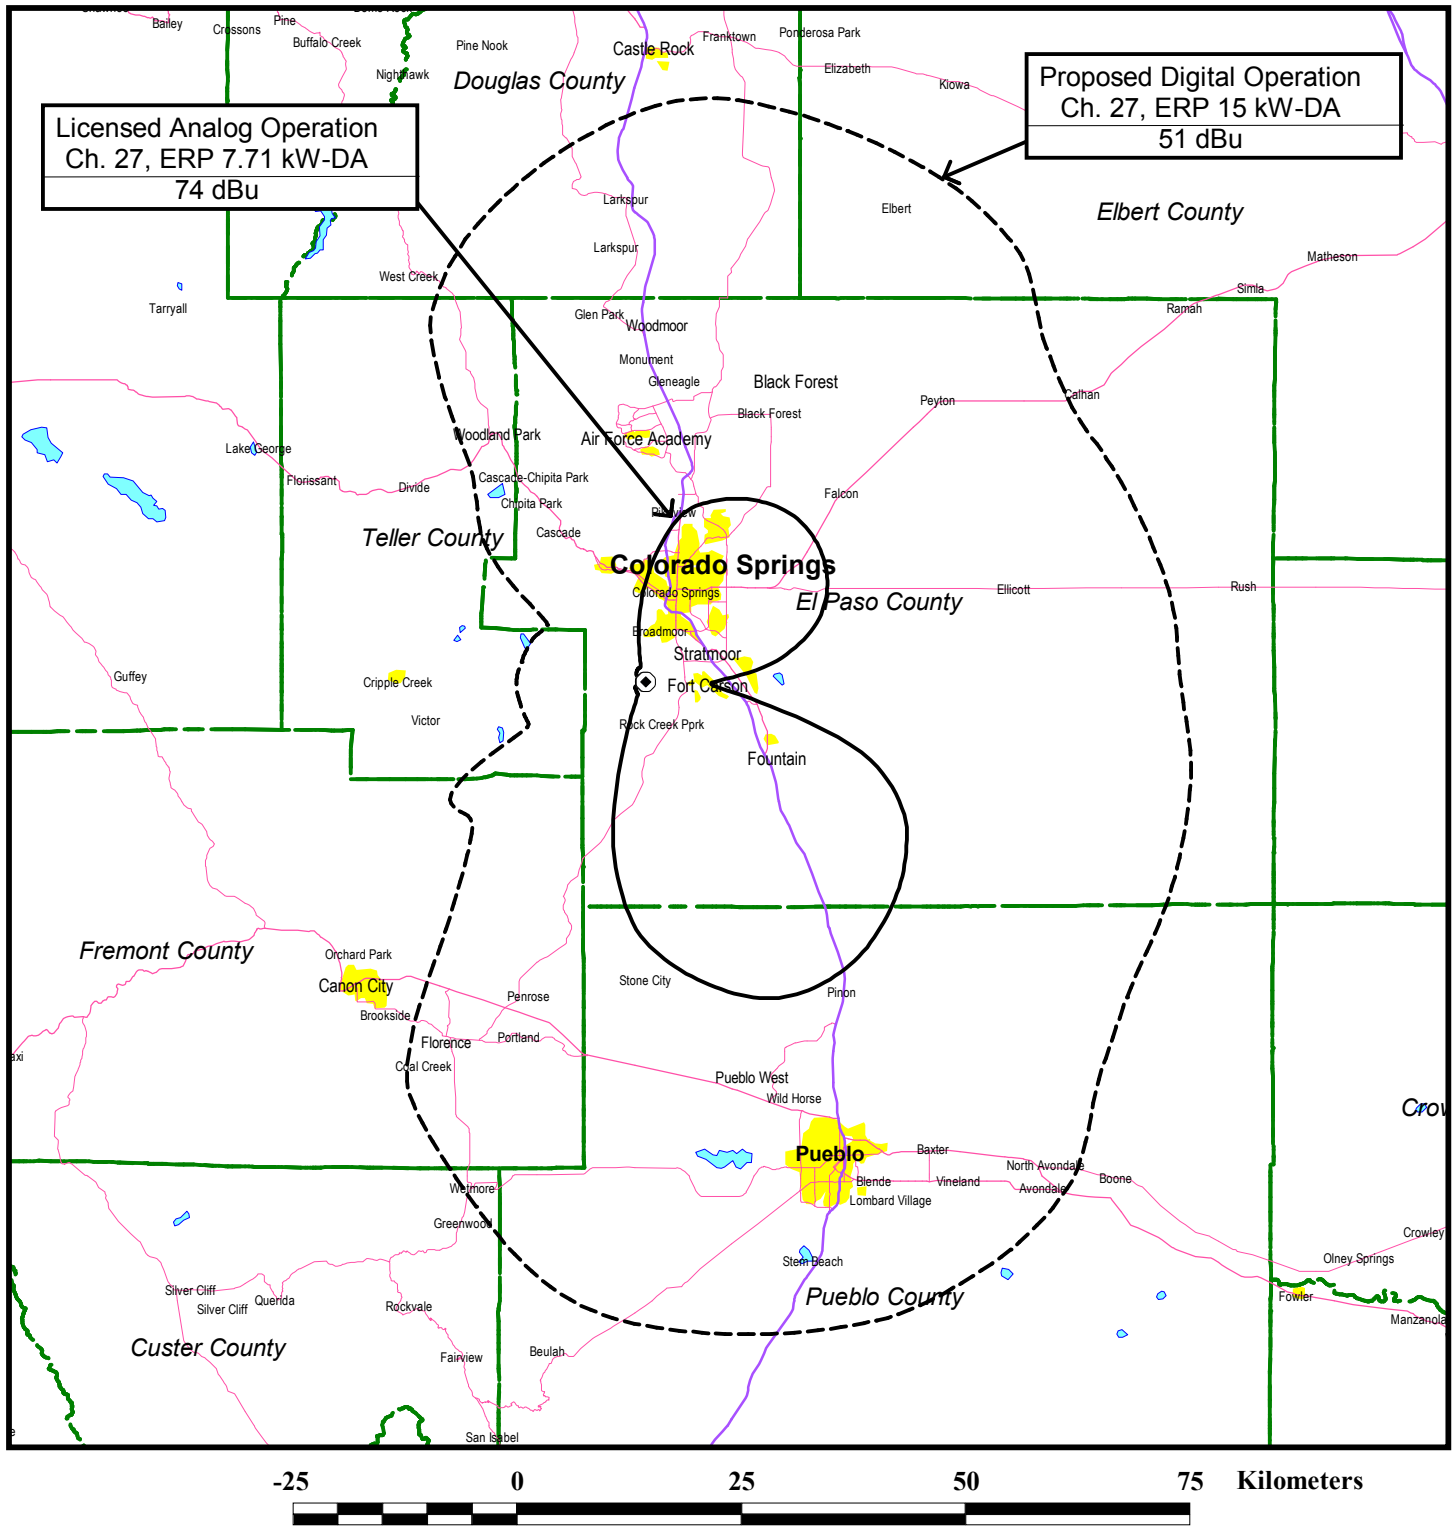 Bailey
Crossons
Pine
Buffalo Creek
Pine Nook
Castle Rock
Franktown
Ponderosa Park
Nighthawk
Douglas County
Elizabeth
Kiowa
Proposed Digital Operation
Ch. 27, ERP 15 kW-DA
51 dBu
Licensed Analog Operation
Ch. 27, ERP 7.71 kW-DA
74 dBu
Larkspur
Elbert
Elbert County
Larkspur
Matheson
West Creek
Simla
Tarryall
Ramah
Glen Park
Woodmoor
Monument
Gleneagle
Black Forest
Calhan
Peyton
Black Forest
Woodland Park
Air Force Academy
Lake George
Florissant
Divide
Cascade-Chipita Park
Chipita Park
Falcon
Pikeview
Teller County
Cascade
Colorado Springs
Colorado Springs
El Paso County
Ellicott
Rush
Broadmoor
Stratmoor
Guffey
Cripple Creek
Fort Carson
Victor
Rock Creek Pprk
Fountain
Fremont County
Orchard Park
Canon City
Stone City
Penrose
Pinon
Brookside
Florence
Portland
axi
Coal Creek
Pueblo West
Wild Horse
Crow
Pueblo
Baxter
North Avondale
Boone
Wetmore
Blende
Vineland
Avondale
Lombard Village
Greenwood
Crowley
Stem Beach
Olney Springs
Silver Cliff
Silver Cliff
Querida
Rockvale
Pueblo County
Fowler
Manzanola
Custer County
Fairview
Beulah
San Isabel
e
-25 0 25 50 75 Kilometers